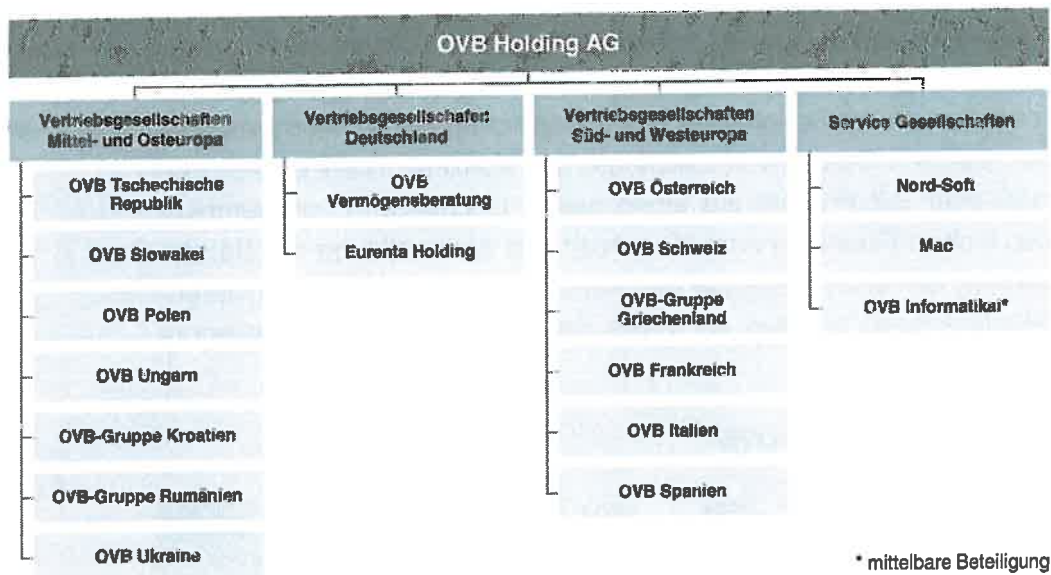 OVB Holding AG
Vertriebsgesellschaften
Mittel- und Osteuropa
OVB Tschechische
Republik
OVB Slowakei
OVB Polen
OVB Ungarn
OVB-Gruppe Kroatien
OVB-Gruppe Rumänien
OVB Ukraine
Vertriebsgesellschaften
Deutschland
OVB
Vermögensberatung
Eurenta Holding
Vertriebsgesellschaften
Süd- und Westeuropa
OVB Österreich
OVB Schweiz
OVB-Gruppe
Griechenland
OVB Frankreich
OVB Italien
OVB Spanien
Service Gesellschaften
Nord-Soft
Mac
OVB Informatikai*
* mittelbare Beteiligung